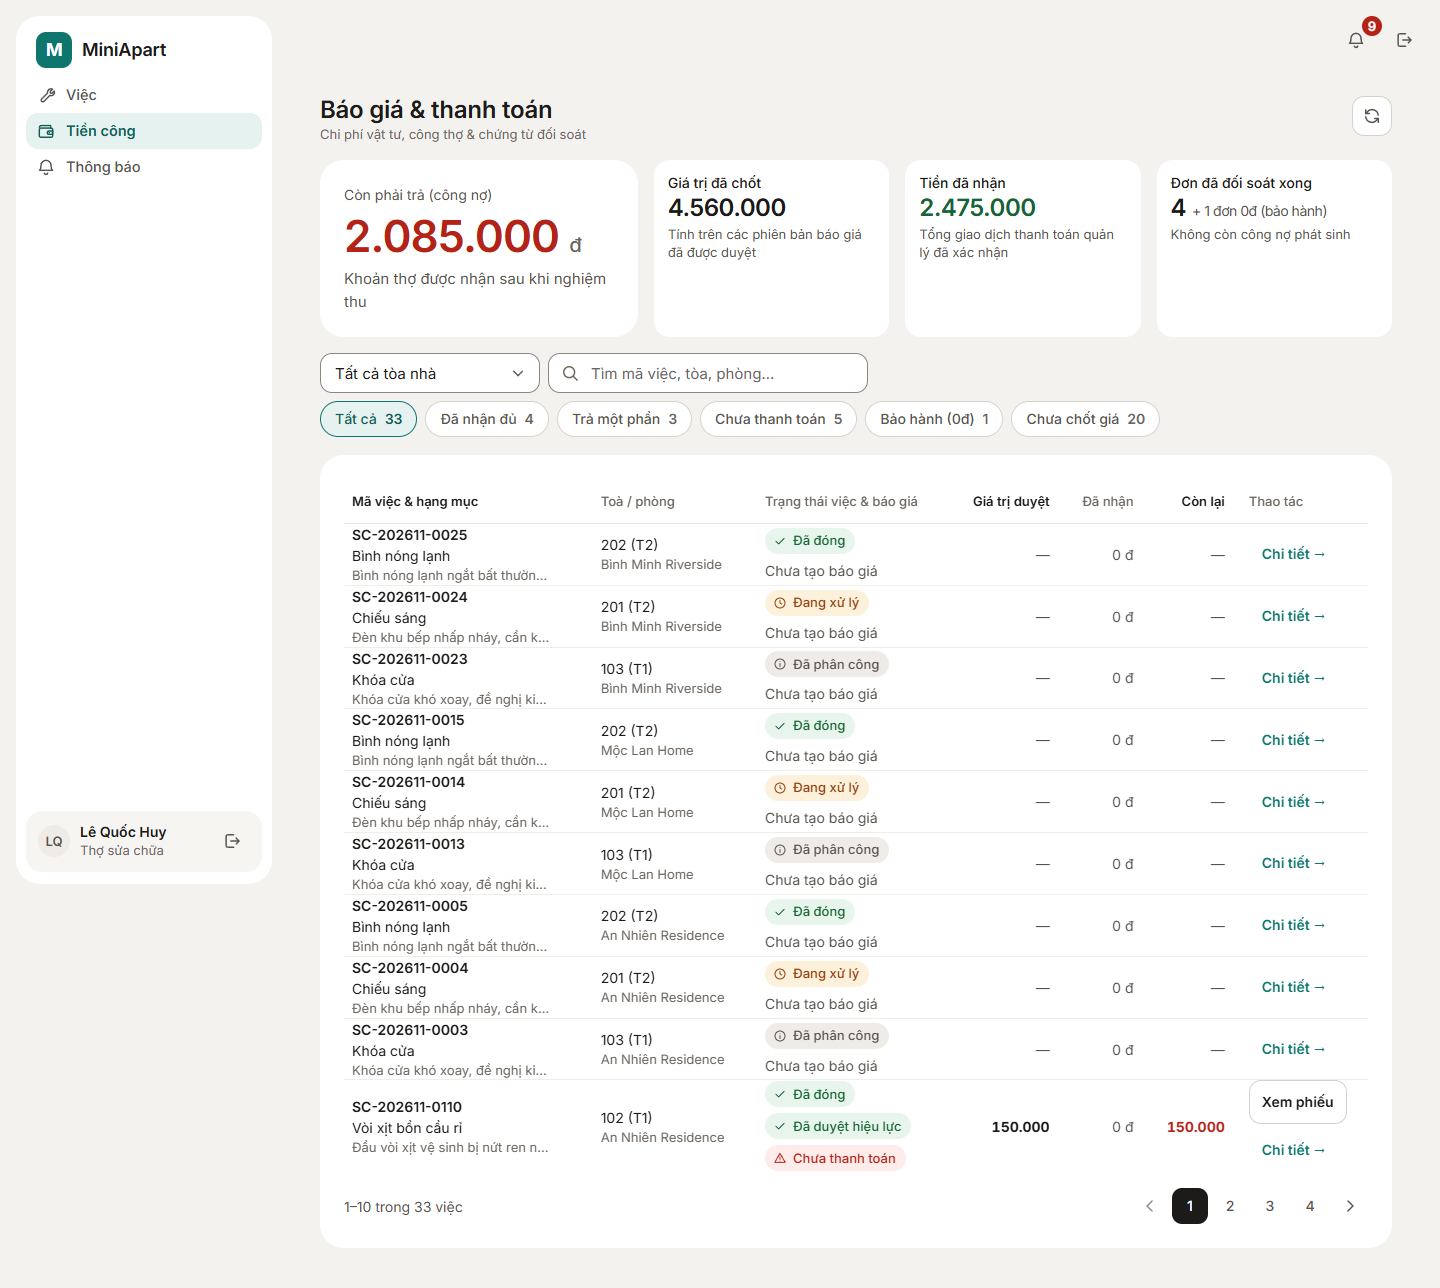 M MiniApart
9
Việc
Tiền công
Thông báo
Báo giá & thanh toán
Chi phí vật tư, công thợ & chứng từ đối soát
Còn phải trả (công nợ)
2.085.000 đ
Khoản thợ được nhận sau khi nghiệm
thu
Giá trị đã chốt
4.560.000
Tính trên các phiên bản báo giá
đã được duyệt
Tiền đã nhận
2.475.000
Tổng giao dịch thanh toán quản
lý đã xác nhận
Đơn đã đối soát xong
4 + 1 đơn 0đ (bảo hành)
Không còn công nợ phát sinh
Tất cả tòa nhà
Tìm mã việc, tòa, phòng...
Tất cả 33
Đã nhận đủ 4
Trả một phần 3
Chưa thanh toán 5
Bảo hành (0đ) 1
Chưa chốt giá 20
Mã việc & hạng mục Toà / phòng Trạng thái việc & báo giá Giá trị duyệt Đã nhận Còn lại Thao tác
SC-202611-0025
Bình nóng lạnh
Bình nóng lạnh ngắt bất thườn...
202 (T2)
Bình Minh Riverside
Đã đóng
Chưa tạo báo giá
— 0 đ — Chi tiết →
SC-202611-0024
Chiếu sáng
Đèn khu bếp nhấp nháy, cần k...
201 (T2)
Bình Minh Riverside
Đang xử lý
Chưa tạo báo giá
— 0 đ — Chi tiết →
SC-202611-0023
Khóa cửa
Khóa cửa khó xoay, đề nghị ki...
103 (T1)
Bình Minh Riverside
Đã phân công
Chưa tạo báo giá
— 0 đ — Chi tiết →
SC-202611-0015
Bình nóng lạnh
Bình nóng lạnh ngắt bất thườn...
202 (T2)
Mộc Lan Home
Đã đóng
Chưa tạo báo giá
— 0 đ — Chi tiết →
SC-202611-0014
Chiếu sáng
Đèn khu bếp nhấp nháy, cần k...
201 (T2)
Mộc Lan Home
Đang xử lý
Chưa tạo báo giá
— 0 đ — Chi tiết →
SC-202611-0013
Khóa cửa
Khóa cửa khó xoay, đề nghị ki...
103 (T1)
Mộc Lan Home
Đã phân công
Chưa tạo báo giá
— 0 đ — Chi tiết →
SC-202611-0005
Bình nóng lạnh
Bình nóng lạnh ngắt bất thườn...
202 (T2)
An Nhiên Residence
Đã đóng
Chưa tạo báo giá
— 0 đ — Chi tiết →
SC-202611-0004
Chiếu sáng
Đèn khu bếp nhấp nháy, cần k...
201 (T2)
An Nhiên Residence
Đang xử lý
Chưa tạo báo giá
— 0 đ — Chi tiết →
SC-202611-0003
Khóa cửa
Khóa cửa khó xoay, đề nghị ki...
103 (T1)
An Nhiên Residence
Đã phân công
Chưa tạo báo giá
— 0 đ — Chi tiết →
SC-202611-0110
Vòi xịt bồn cầu rỉ
Đầu vòi xịt vệ sinh bị nứt ren n...
102 (T1)
An Nhiên Residence
Đã đóng
Đã duyệt hiệu lực
Chưa thanh toán
150.000 0 đ 150.000
Xem phiếu
Chi tiết →
1–10 trong 33 việc
1 2 3 4
LQ
Lê Quốc Huy
Thợ sửa chữa